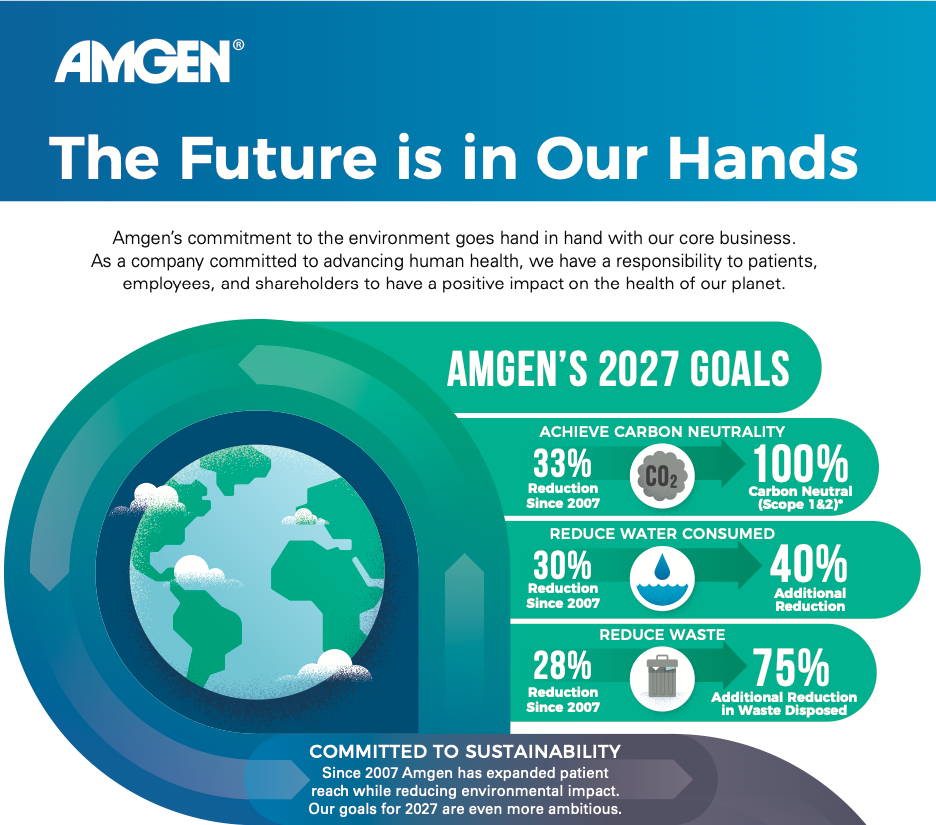 AMGEN®
The Future is in Our Hands
Amgen’s commitment to the environment goes hand in hand with our core business.
As a company committed to advancing human health, we have a responsibility to patients,
employees, and shareholders to have a positive impact on the health of our planet.
AMGEN’S 2027 GOALS
ACHIEVE CARBON NEUTRALITY
33%
Reduction
Since 2007
CO₂
100%
Carbon Neutral
(Scope 1&2)*
REDUCE WATER CONSUMED
30%
Reduction
Since 2007
40%
Additional
Reduction
REDUCE WASTE
28%
Reduction
Since 2007
75%
Additional Reduction
in Waste Disposed
COMMITTED TO SUSTAINABILITY
Since 2007 Amgen has expanded patient
reach while reducing environmental impact.
Our goals for 2027 are even more ambitious.